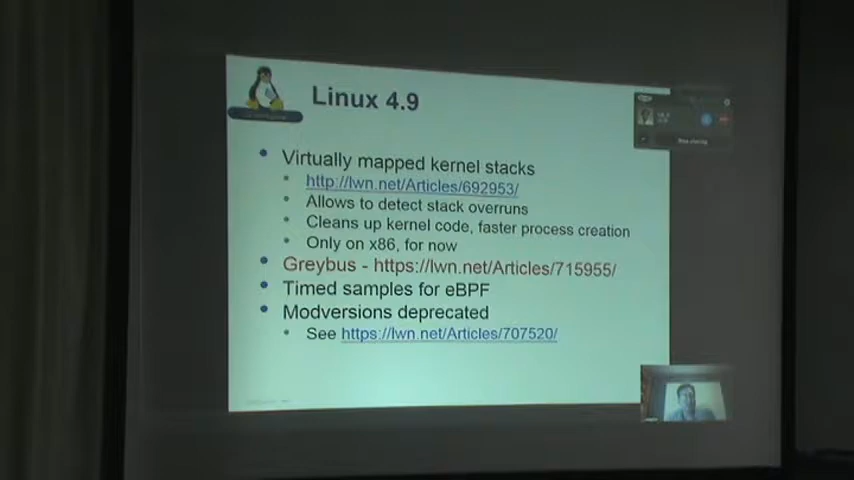 Linux 4.9
Virtually mapped kernel stacks
http://lwn.net/Articles/692953/
Allows to detect stack overruns
Cleans up kernel code, faster process creation
Only on x86, for now
Greybus - https://lwn.net/Articles/715955/
Timed samples for eBPF
Modversions deprecated
See https://lwn.net/Articles/707520/